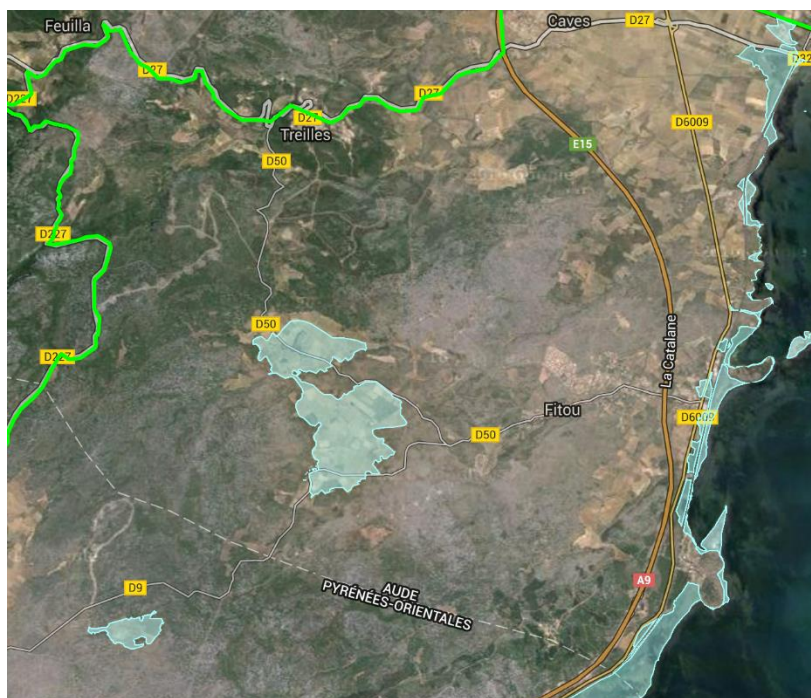 Feuilla
Caves
D27
D27
D227
D27
D27
Treilles
D6009
E15
D50
D227
D50
La Catalane
D227
Fitou
D6009
D50
A9
D9
AUDE
PYRÉNÉES-ORIENTALES